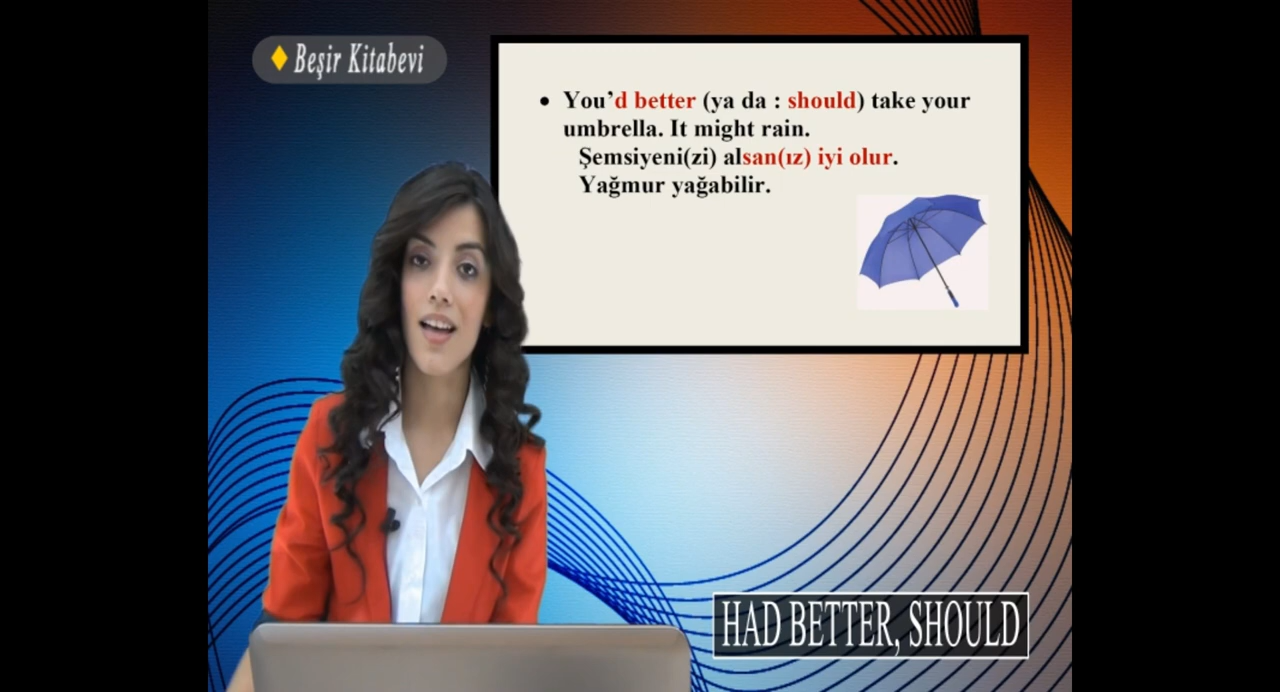 Beşir Kitabevi
• You'd better (ya da : should) take your
umbrella. It might rain.
Şemsiyeni(zi) alsan(ız) iyi olur.
Yağmur yağabilir.
HAD BETTER, SHOULD